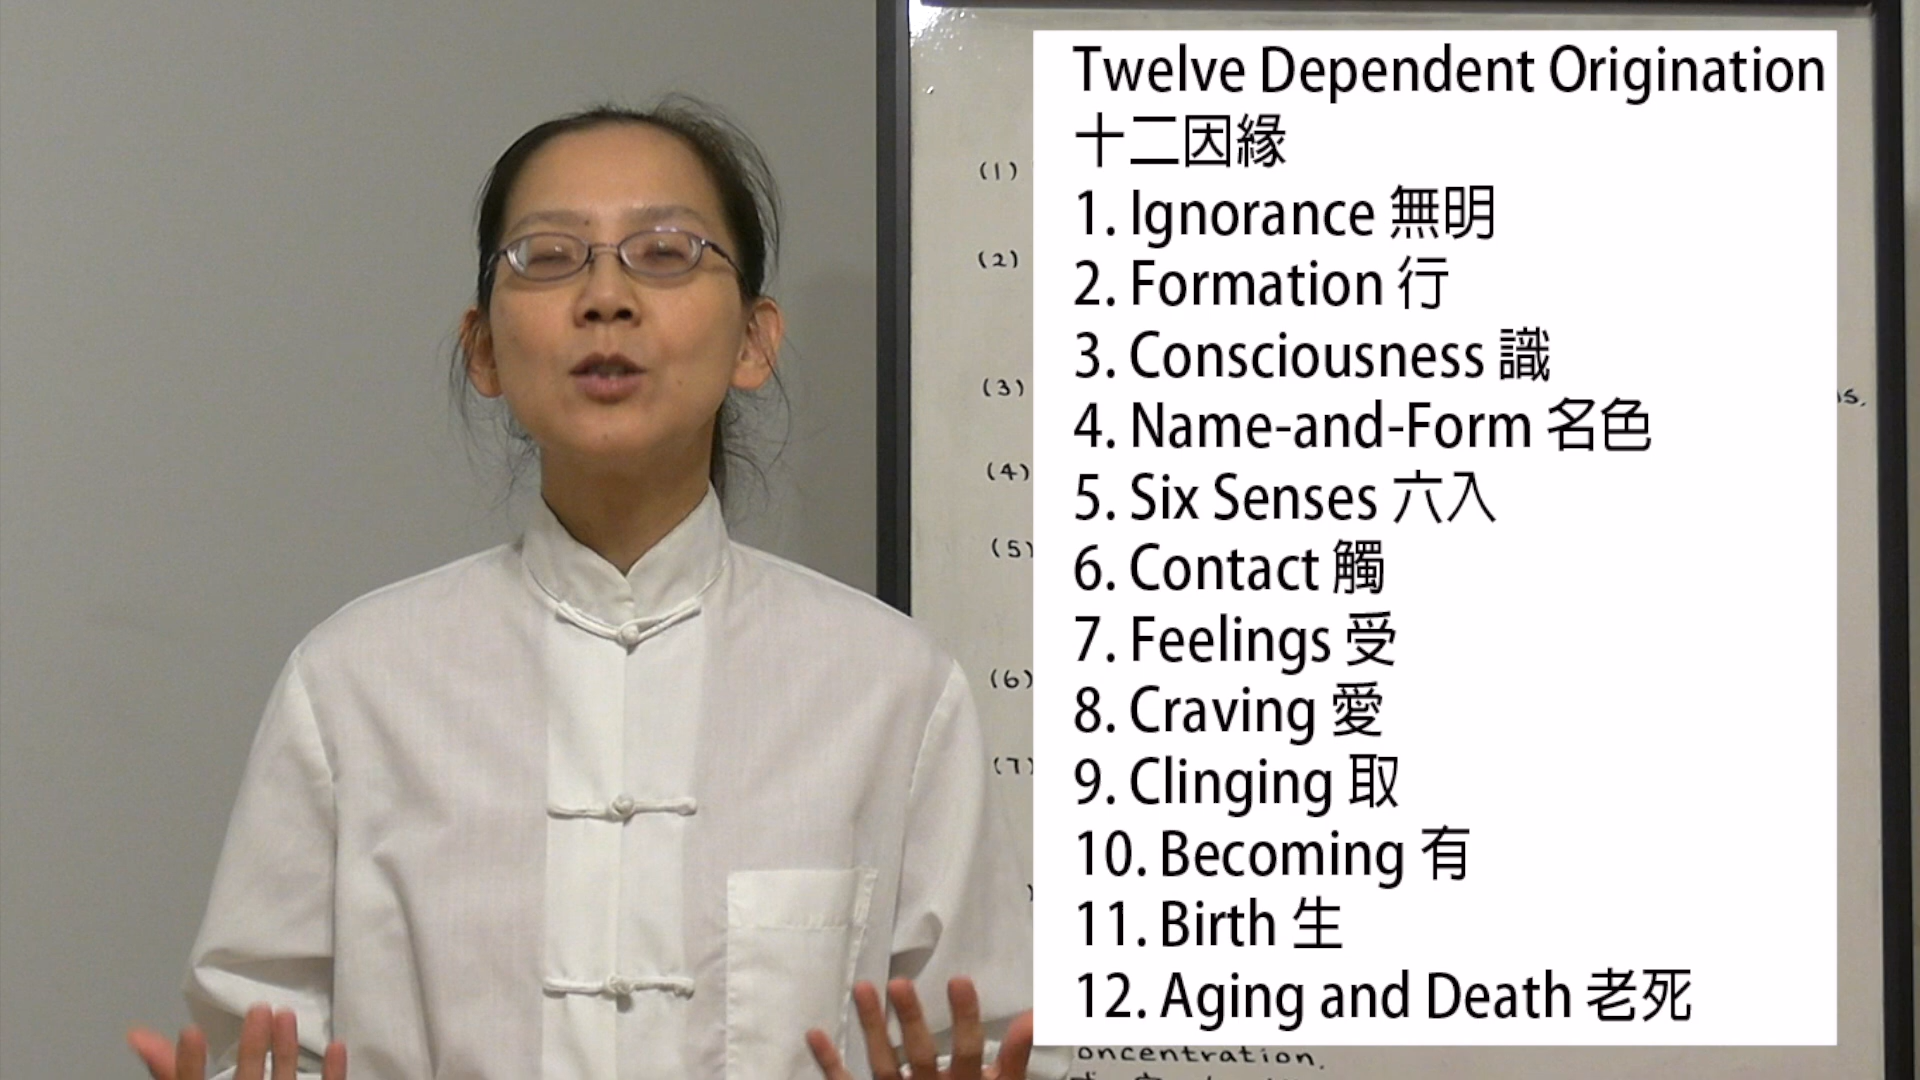 Twelve Dependent Origination
十二因緣
1. Ignorance 無明
2. Formation 行
3. Consciousness 識
4. Name-and-Form 名色
5. Six Senses 六入
6. Contact 觸
7. Feelings 受
8. Craving 愛
9. Clinging 取
10. Becoming 有
11. Birth 生
12. Aging and Death 老死
(1)
(2)
(3)
(4)
(5)
(6)
(7)
oncentration.